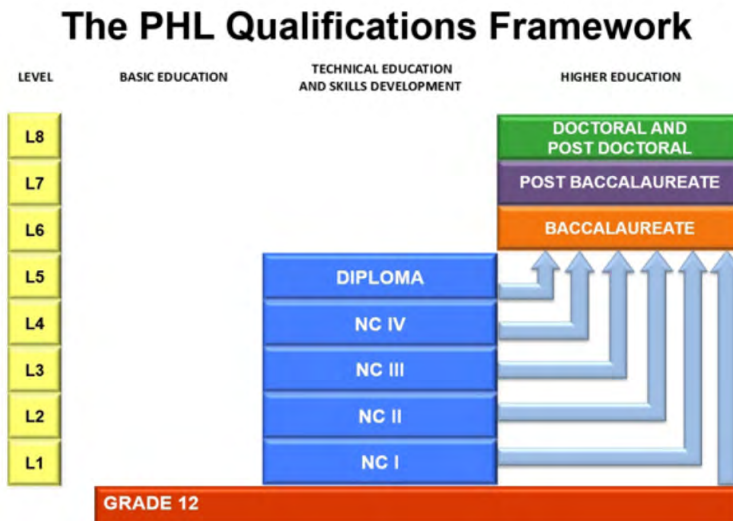 The PHL Qualifications Framework
LEVEL
BASIC EDUCATION
TECHNICAL EDUCATION
AND SKILLS DEVELOPMENT
HIGHER EDUCATION
L8
DOCTORAL AND
POST DOCTORAL
L7
POST BACCALAUREATE
L6
BACCALAUREATE
L5
DIPLOMA
L4
NC IV
L3
NC III
L2
NC II
L1
NC I
GRADE 12